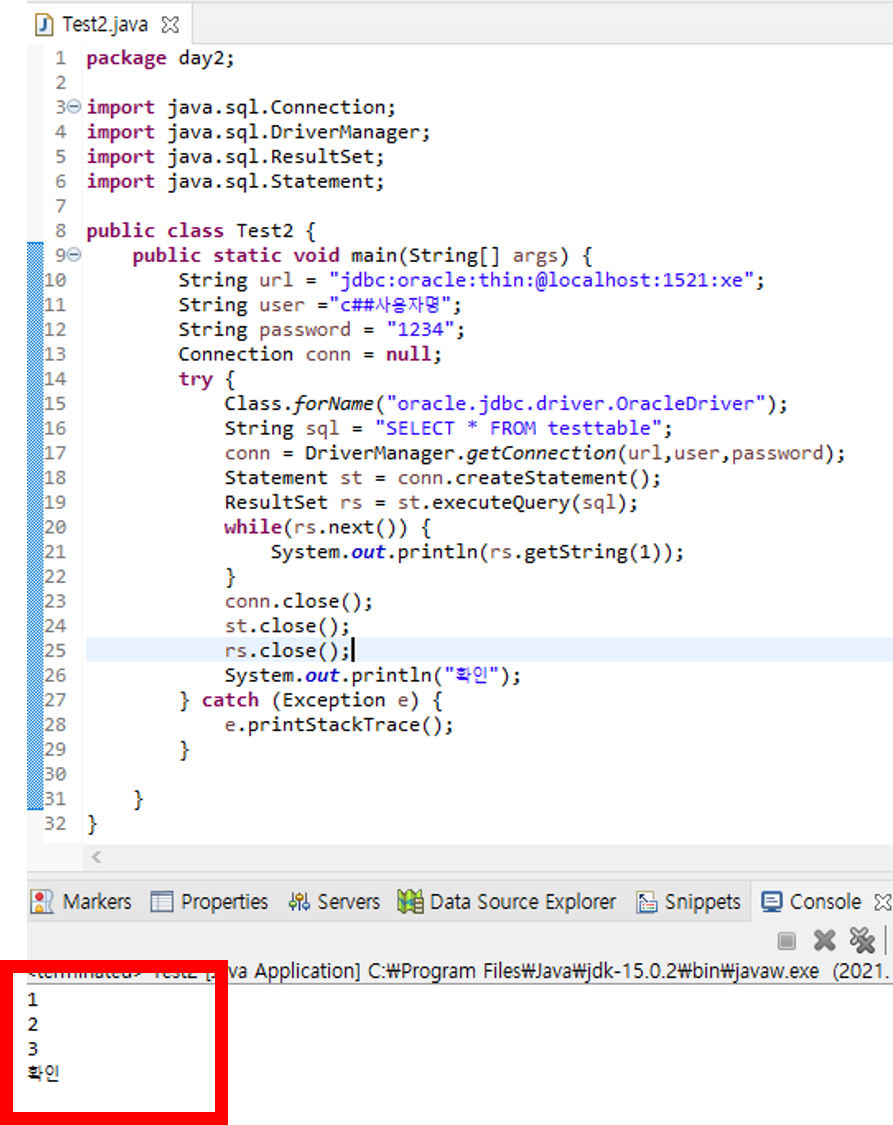 Test2.java
1 package day2;
2
3 import java.sql.Connection;
4 import java.sql.DriverManager;
5 import java.sql.ResultSet;
6 import java.sql.Statement;
7
8 public class Test2 {
9     public static void main(String[] args) {
10         String url = "jdbc:oracle:thin:@localhost:1521:xe";
11         String user ="c##사용자명";
12         String password = "1234";
13         Connection conn = null;
14         try {
15             Class.forName("oracle.jdbc.driver.OracleDriver");
16             String sql = "SELECT * FROM testtable";
17             conn = DriverManager.getConnection(url,user,password);
18             Statement st = conn.createStatement();
19             ResultSet rs = st.executeQuery(sql);
20             while(rs.next()) {
21                 System.out.println(rs.getString(1));
22             }
23             conn.close();
24             st.close();
25             rs.close();
26             System.out.println("확인");
27         } catch (Exception e) {
28             e.printStackTrace();
29         }
30
31     }
32 }
Markers Properties Servers Data Source Explorer Snippets Console
<terminated> Test2 [Java Application] C:₩Program Files₩Java₩jdk-15.0.2₩bin₩javaw.exe (2021.
1
2
3
확인